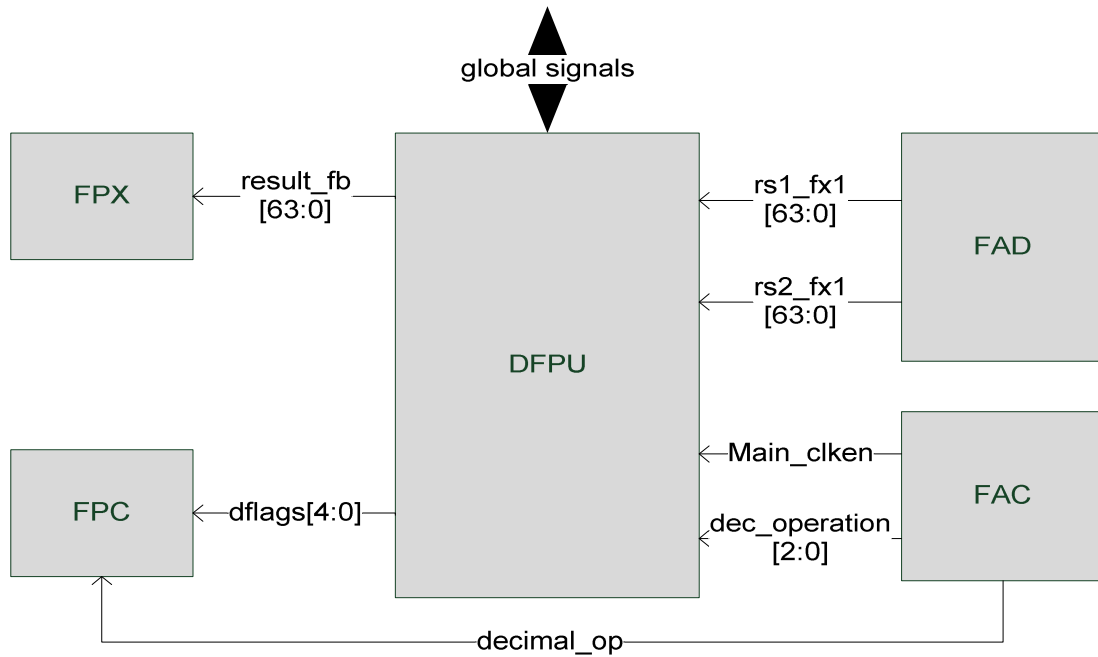 global signals
FPX
result_fb
[63:0]
rs1_fx1
[63:0]
FAD
rs2_fx1
[63:0]
DFPU
Main_clken
FAC
FPC
dflags[4:0]
dec_operation
[2:0]
decimal_op